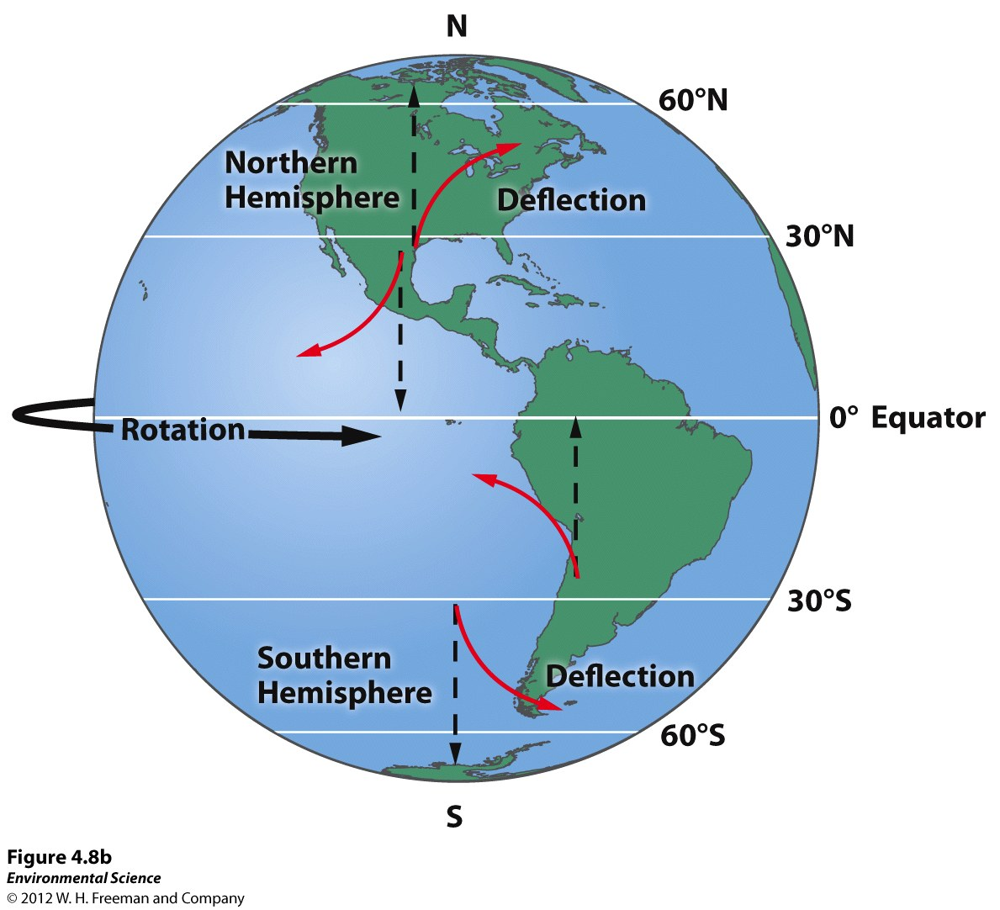 N
60°N
Northern
Hemisphere
Deflection
30°N
0° Equator
Rotation
30°S
Southern
Hemisphere
Deflection
60°S
S
Figure 4.8b
Environmental Science
© 2012 W. H. Freeman and Company